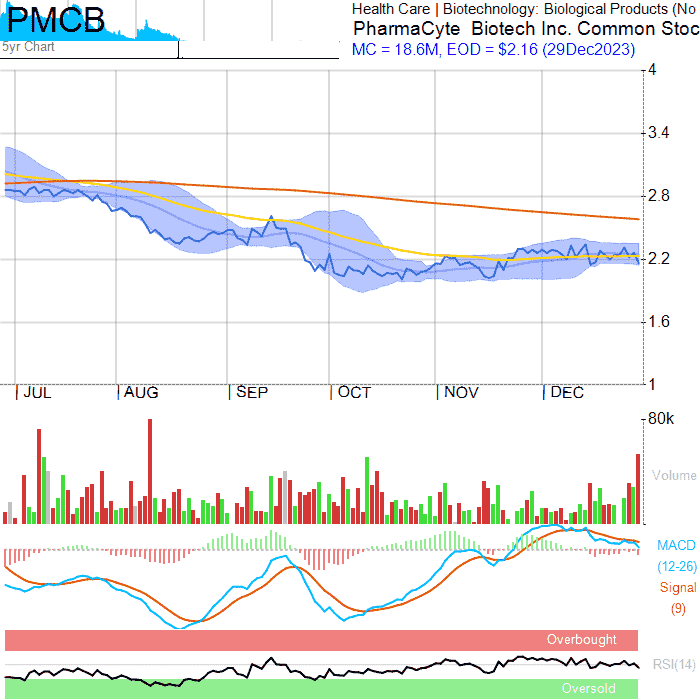 PMCB
5yr Chart
Health Care | Biotechnology: Biological Products (No
PharmaCyte Biotech Inc. Common Stoc
MC = 18.6M, EOD = $2.16 (29Dec2023)
4
3.4
2.8
2.2
1.6
1
JUL AUG SEP OCT NOV DEC
80k
Volume
MACD
(12-26)
Signal
(9)
Overbought
RSI(14)
Oversold